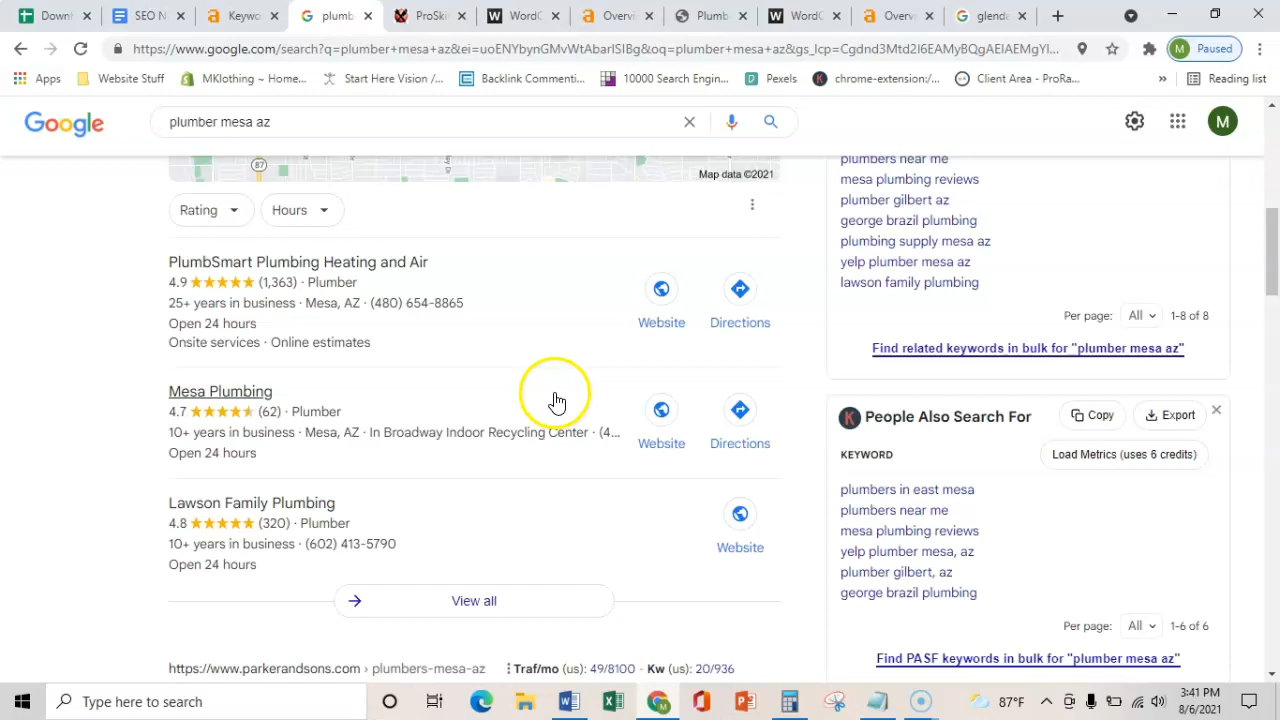 Down
SEO N
Keywo
plumb
ProSki
WordC
Overvi
Plumb
WordC
Overv
glenda
https://www.google.com/search?q=plumber+mesa+az&ei=uoENYbynGMvWtAbarISIBg&oq=plumber+mesa+az&gs_lcp=Cgdnd3Mtd2l6EAMyBQgAEIAEMgYI...
M Paused
Apps
Website Stuff
MKlothing ~ Home...
Start Here Vision /...
Backlink Commenti...
10000 Search Engin...
Pexels
chrome-extension:/...
Client Area - ProRa...
»
Reading list
Google
plumber mesa az
M
87
Map data ©2021
Rating
Hours
PlumbSmart Plumbing Heating and Air
4.9 (1,363) · Plumber
25+ years in business · Mesa, AZ · (480) 654-8865
Open 24 hours
Onsite services · Online estimates
Website
Directions
Mesa Plumbing
4.7 (62) · Plumber
10+ years in business · Mesa, AZ · In Broadway Indoor Recycling Center · (4...
Open 24 hours
Website
Directions
Lawson Family Plumbing
4.8 (320) · Plumber
10+ years in business · (602) 413-5790
Open 24 hours
Website
View all
https://www.parkerandsons.com › plumbers-mesa-az
Traf/mo (us): 49/8100 - Kw (us): 20/936
plumbers near me
mesa plumbing reviews
plumber gilbert az
george brazil plumbing
plumbing supply mesa az
yelp plumber mesa az
lawson family plumbing
Per page: All 1-8 of 8
Find related keywords in bulk for "plumber mesa az"
K People Also Search For
Copy
Export
KEYWORD
Load Metrics (uses 6 credits)
plumbers in east mesa
plumbers near me
mesa plumbing reviews
yelp plumber mesa, az
plumber gilbert, az
george brazil plumbing
Per page: All 1-6 of 6
Find PASF keywords in bulk for "plumber mesa az"
Type here to search
87°F
3:41 PM
8/6/2021